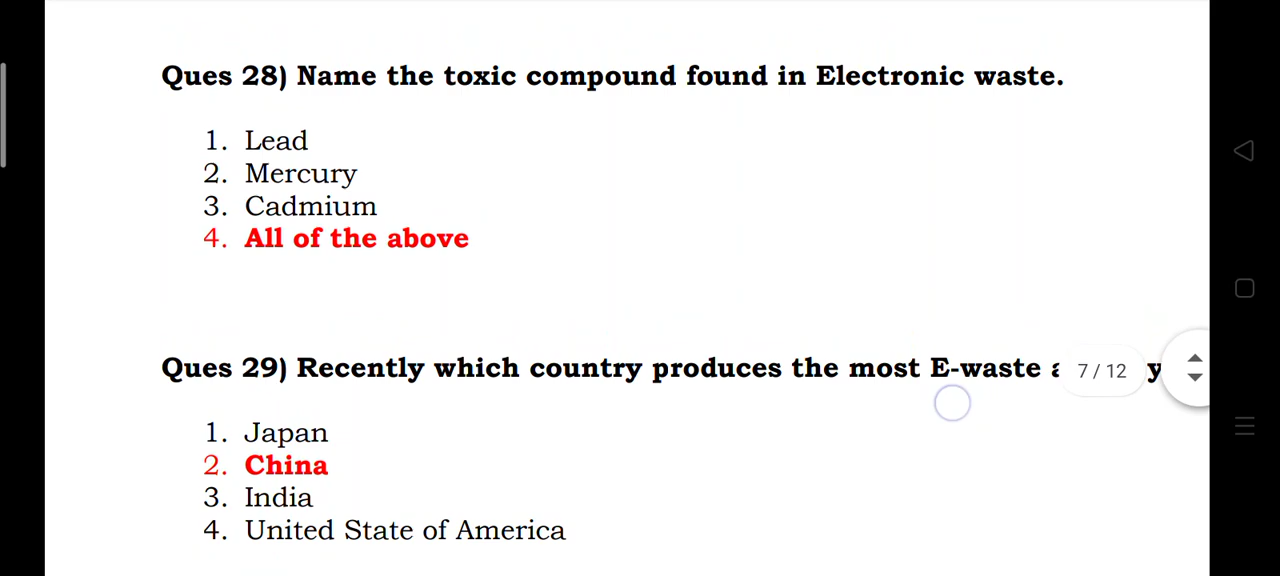 Ques 28) Name the toxic compound found in Electronic waste.
1. Lead
2. Mercury
3. Cadmium
4. All of the above
Ques 29) Recently which country produces the most E-waste
7 / 12
1. Japan
2. China
3. India
4. United State of America